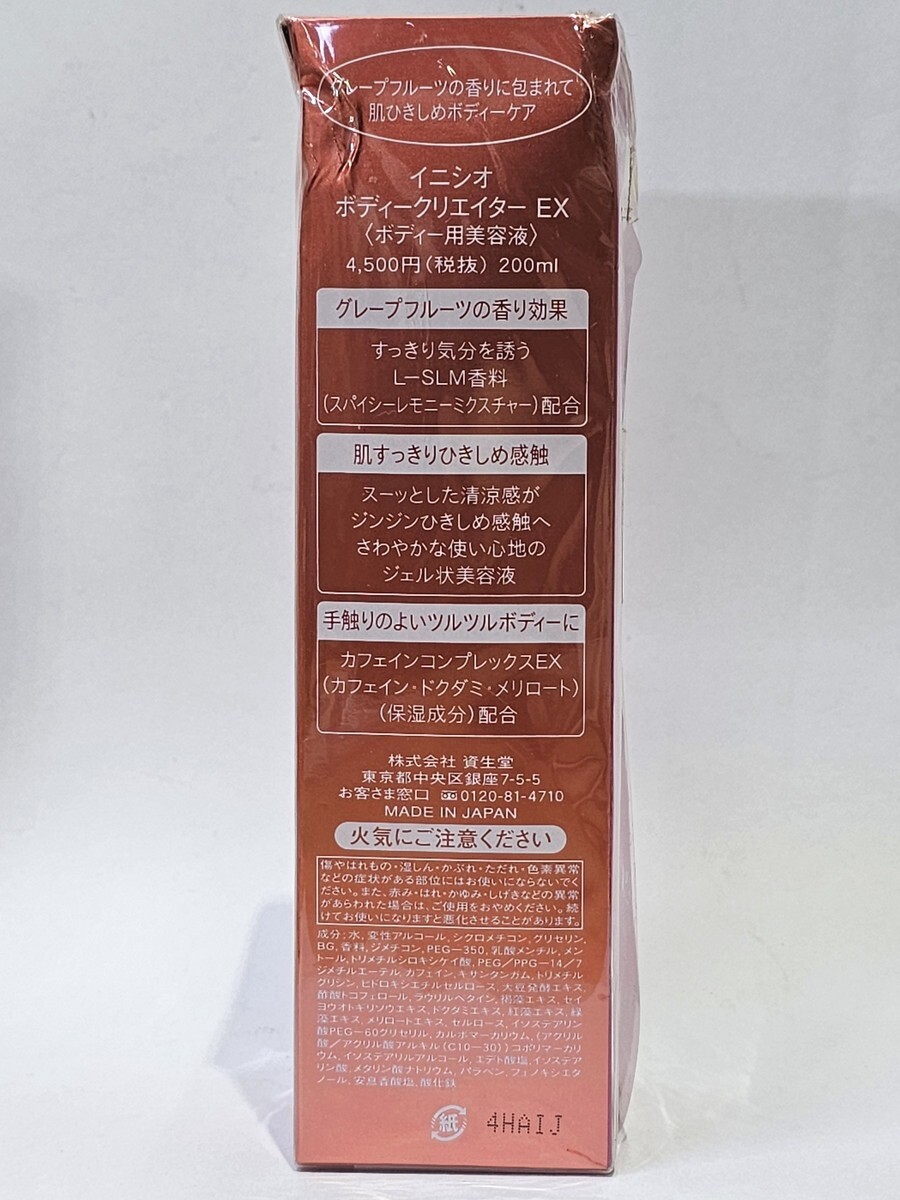 グレープフルーツの香りに包まれて
肌ひきしめボディーケア
イニシオ
ボディークリエイター EX
〈ボディー用美容液〉
4,500円(税抜) 200ml
グレープフルーツの香り効果
すっきり気分を誘う
L−SLM香料
(スパイシーレモニーミクスチャー)配合
肌すっきりひきしめ感触
スーッとした清涼感が
ジンジンひきしめ感触へ
さわやかな使い心地の
ジェル状美容液
手触りのよいツルツルボディーに
カフェインコンプレックスEX
(カフェイン・ドクダミ・メリロート)
(保湿成分)配合
株式会社 資生堂
東京都中央区銀座7-5-5
お客さま窓口 0120-81-4710
MADE IN JAPAN
火気にご注意ください
傷やはれもの・湿しん・かぶれ・ただれ・色素異常
などの症状がある部位にはお使いにならないでくだ
さい。また、赤み・はれ・かゆみ・しげきなどの異常
があらわれた場合は、ご使用をおやめください。続
けてお使いになりますと悪化させることがあります。
成分:水,変性アルコール,シクロメチコン,グリセリン,
BG,香料,ジメチコン,PEG−350,乳酸メンチル,メン
トール,トリメチルシロキシケイ酸,PEG/PPG−14/7
ジメチルエーテル,カフェイン,キサンタンガム,トリメチル
グリシン,ヒドロキシエチルセルロース,大豆発酵エキス,
酢酸トコフェロール,ラウリルベタイン,褐藻エキス,セイ
ヨウオトギリソウエキス,ドクダミエキス,紅藻エキス,緑
藻エキス,メリロートエキス,セルロース,イソステアリン
酸PEG−60グリセリル,カルボマーカリウム,(アクリル
酸/アクリル酸アルキル(C10−30))コポリマーカリ
ウム,イソステアリルアルコール,エデト酸塩,イソステア
リン酸,メタリン酸ナトリウム,パラベン,フェノキシエタ
ノール,安息香酸塩,酸化鉄
紙 4HAIJ